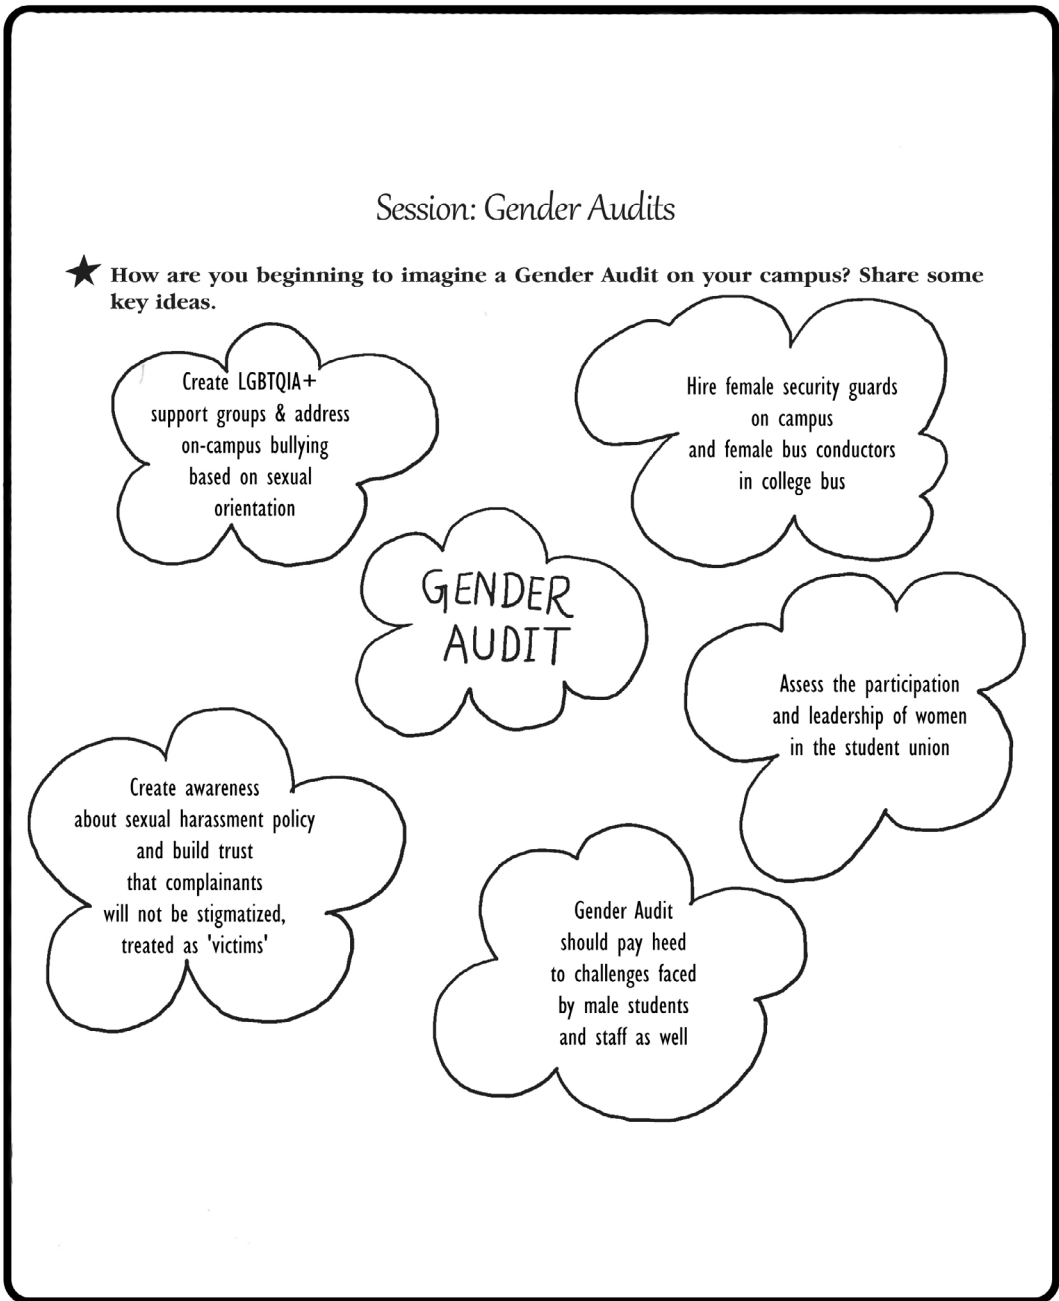 Session: Gender Audits
★ How are you beginning to imagine a Gender Audit on your campus? Share some
key ideas.
Create LGBTQIA+
support groups & address
on-campus bullying
based on sexual
orientation
Hire female security guards
on campus
and female bus conductors
in college bus
GENDER
AUDIT
Assess the participation
and leadership of women
in the student union
Create awareness
about sexual harassment policy
and build trust
that complainants
will not be stigmatized,
treated as 'victims'
Gender Audit
should pay heed
to challenges faced
by male students
and staff as well